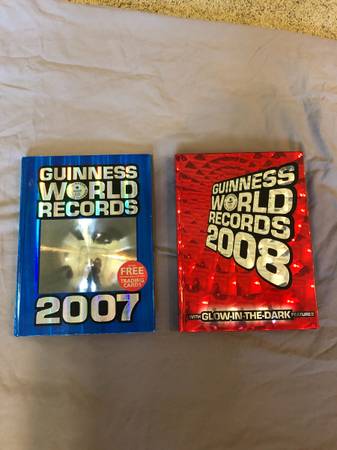 GUINNESS
WORLD
RECORDS
FREE
TRADING
CARDS
2007
GUINNESS
WORLD
RECORDS
2008
WITH GLOW-IN-THE-DARK FEATURES